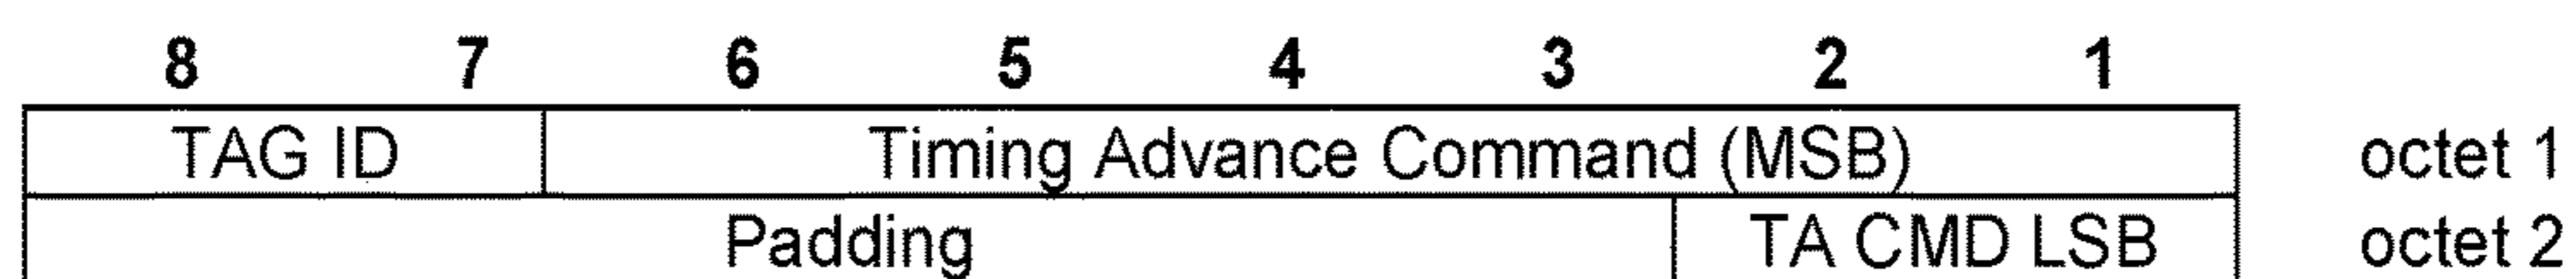 8 7 6 5 4 3 2 1
TAG ID Timing Advance Command (MSB) octet 1
Padding TA CMD LSB octet 2